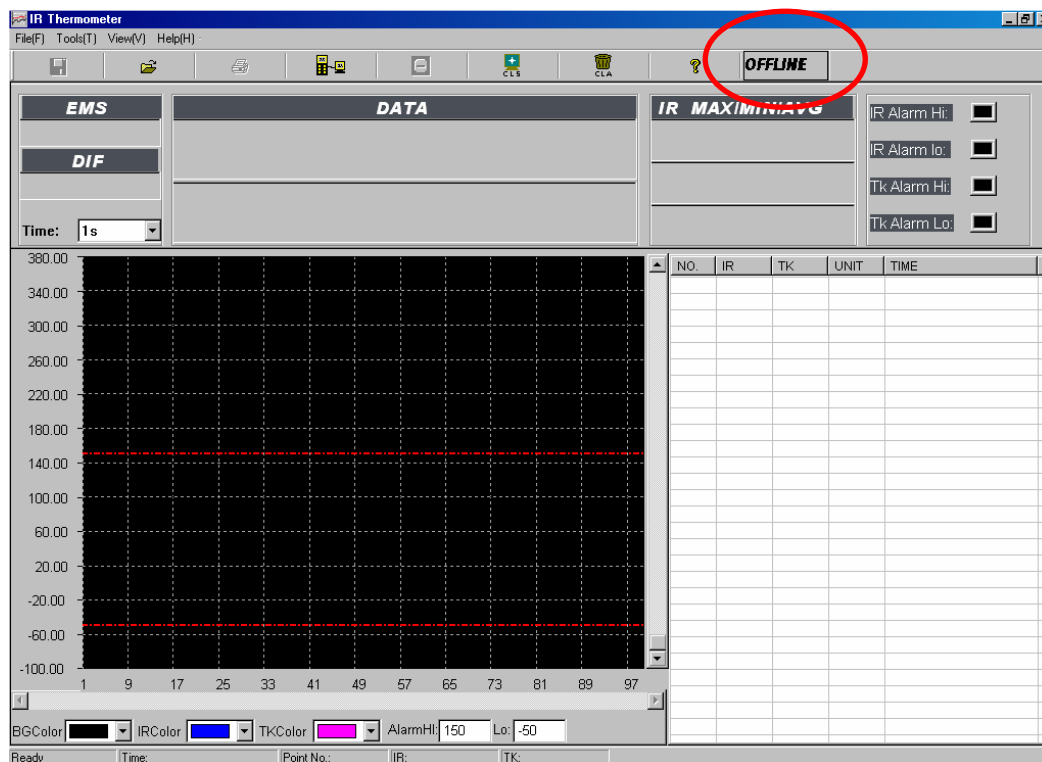 IR Thermometer
File(F) Tools(T) View(V) Help(H)
CLS CLA ? OFFLINE
EMS DATA IR MAX/MIN/AVG IR Alarm Hi:
IR Alarm lo:
DIF
Tk Alarm Hi:
Time: 1s Tk Alarm Lo:
NO. IR TK UNIT TIME
380.00
340.00
300.00
260.00
220.00
180.00
140.00
100.00
60.00
20.00
-20.00
-60.00
-100.00
1 9 17 25 33 41 49 57 65 73 81 89 97
BGColor IRColor TKColor AlarmHI: 150 Lo: -50
Ready Time: Point No.: IR: TK: